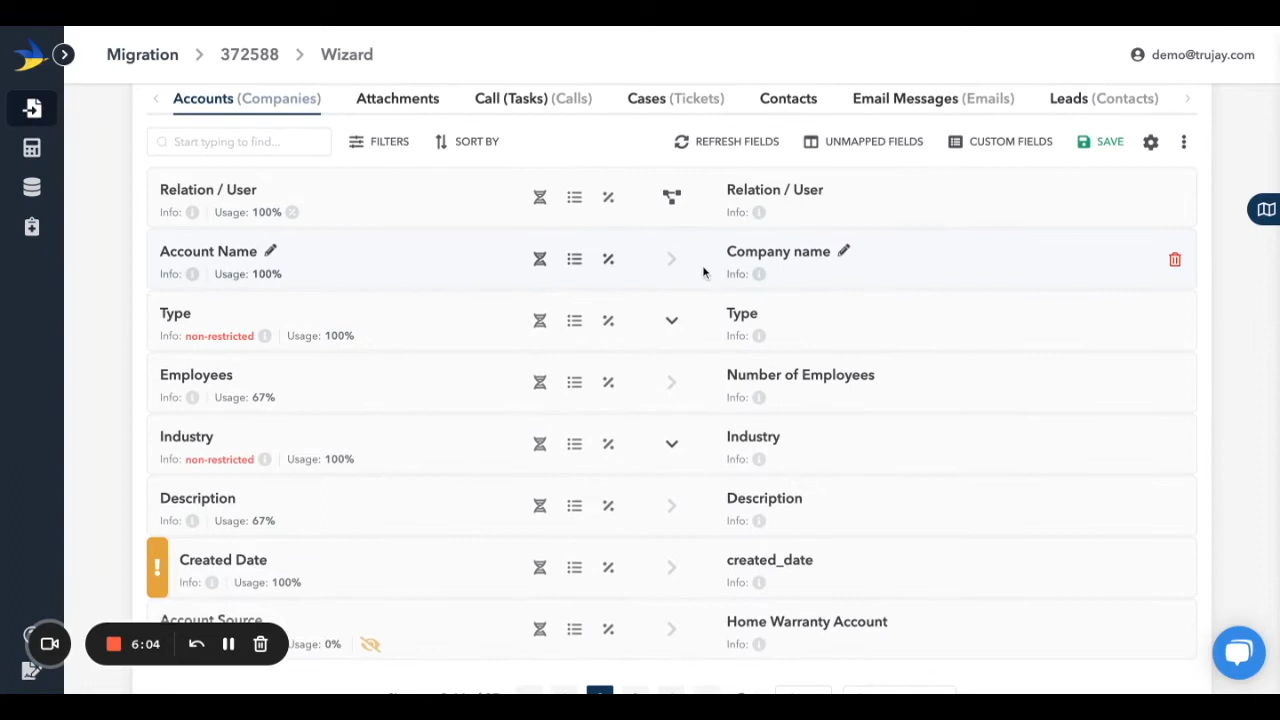 Migration > 372588 > Wizard
demo@trujay.com
Accounts (Companies) Attachments Call (Tasks) (Calls) Cases (Tickets) Contacts Email Messages (Emails) Leads (Contacts)
Start typing to find... FILTERS SORT BY REFRESH FIELDS UNMAPPED FIELDS CUSTOM FIELDS SAVE
Relation / User Relation / User
Info: Usage: 100% Info:
Account Name Company name
Info: Usage: 100% Info:
Type Type
Info: non-restricted Usage: 100% Info:
Employees Number of Employees
Info: Usage: 67% Info:
Industry Industry
Info: non-restricted Usage: 100% Info:
Description Description
Info: Usage: 67% Info:
! Created Date created_date
Info: Usage: 100% Info:
Account Source Home Warranty Account
Usage: 0% Info:
6:04